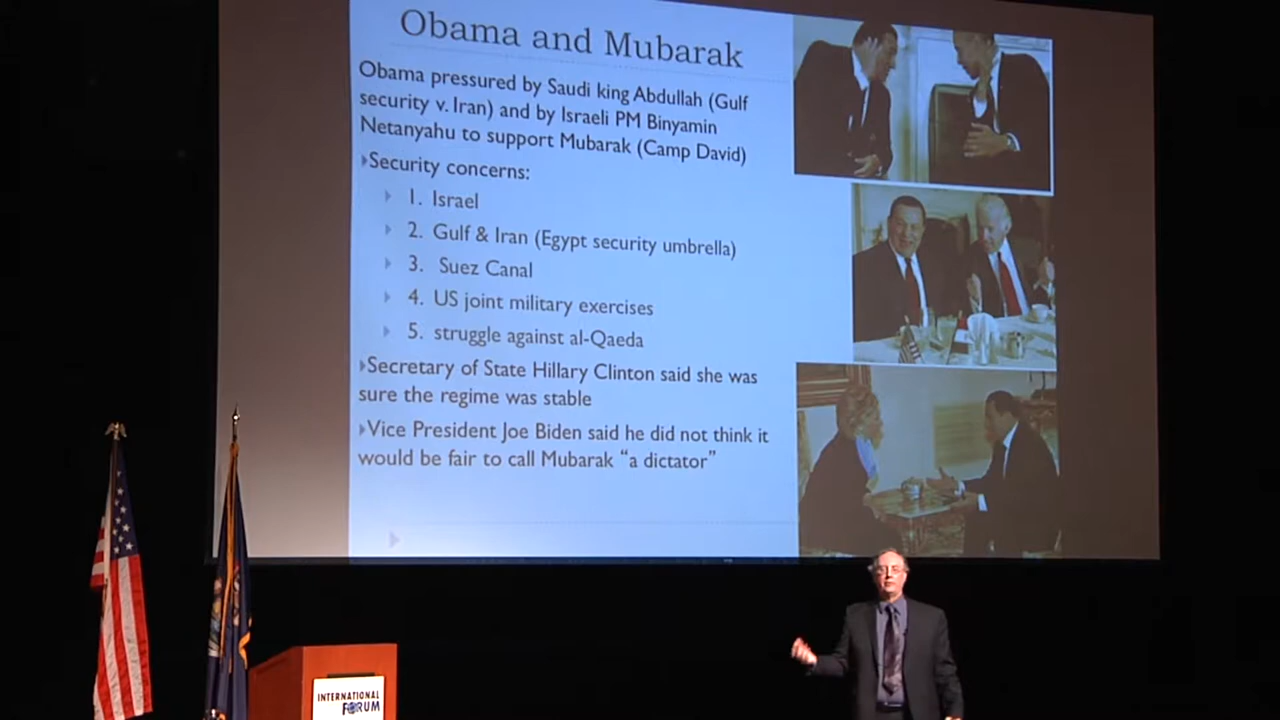 Obama and Mubarak
Obama pressured by Saudi king Abdullah (Gulf
security v. Iran) and by Israeli PM Binyamin
Netanyahu to support Mubarak (Camp David)
Security concerns:
1. Israel
2. Gulf & Iran (Egypt security umbrella)
3. Suez Canal
4. US joint military exercises
5. struggle against al-Qaeda
Secretary of State Hillary Clinton said she was
sure the regime was stable
Vice President Joe Biden said he did not think it
would be fair to call Mubarak “a dictator”
INTERNATIONAL
FORUM